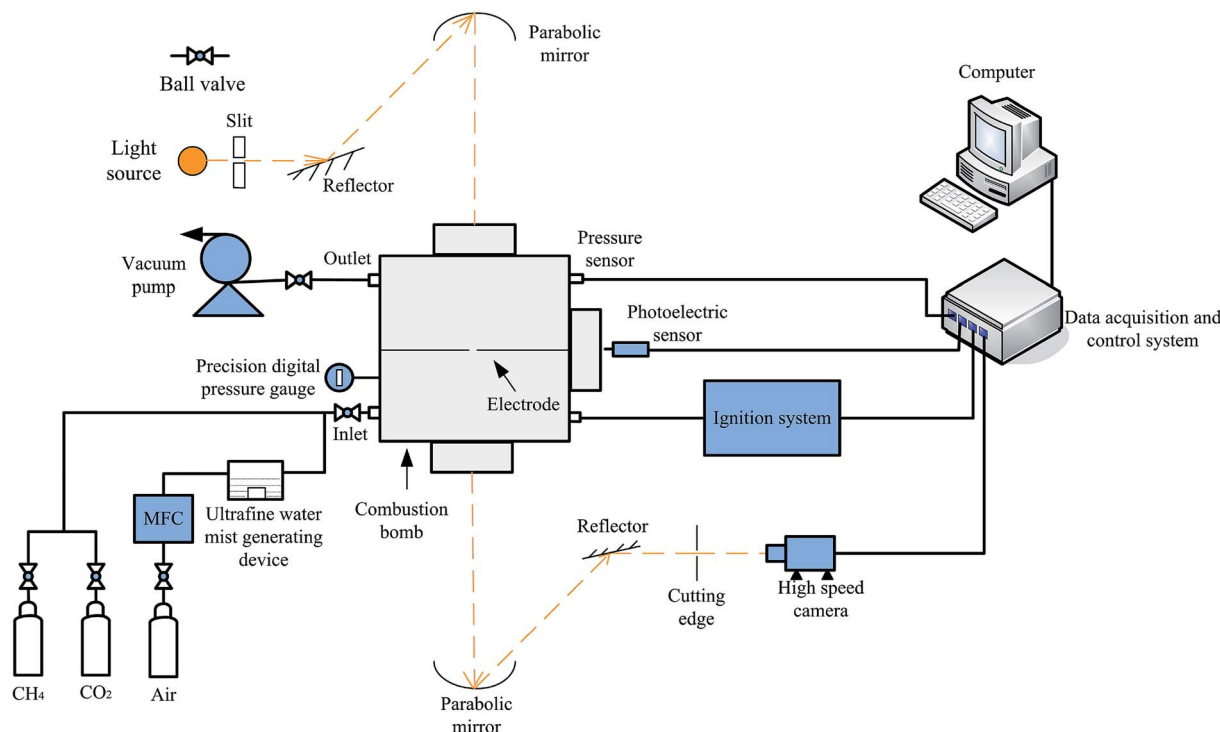 Parabolic
mirror
Ball valve
Computer
Slit
Light
source
Reflector
Vacuum
pump
Outlet
Pressure
sensor
Photoelectric
sensor
Data acquisition and
control system
Precision digital
pressure gauge
Electrode
Ignition system
Inlet
Combustion
bomb
MFC
Ultrafine water
mist generating
device
Reflector
Cutting
edge
High speed
camera
CH4
CO2
Air
Parabolic
mirror